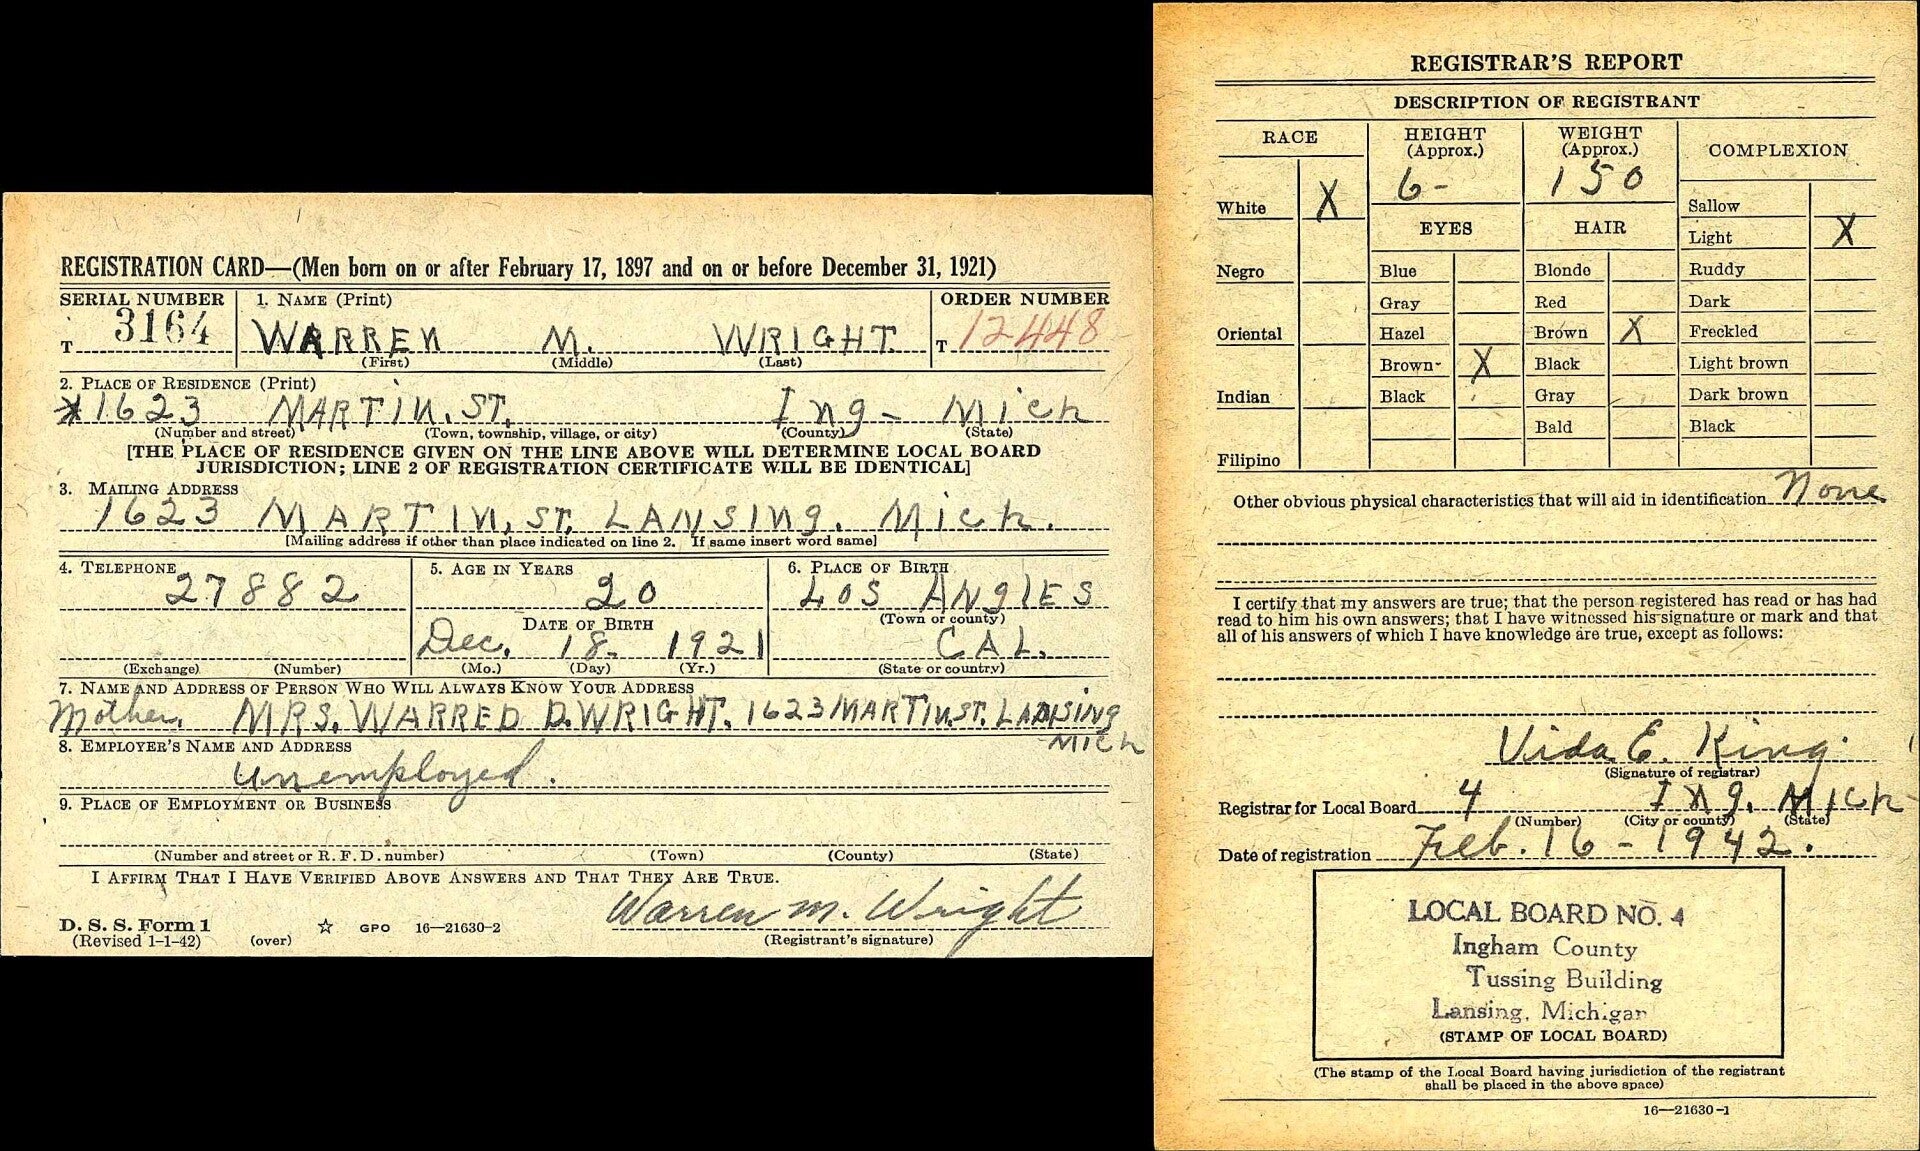 REGISTRATION CARD—(Men born on or after February 17, 1897 and on or before December 31, 1921)
SERIAL NUMBER
T 3164
1. NAME (Print)
WARREN M. WRIGHT
(First) (Middle) (Last)
ORDER NUMBER
T 12448
2. PLACE OF RESIDENCE (Print)
1623 MARTIN. ST. Ing- Mich
(Number and street) (Town, township, village, or city) (County) (State)
[THE PLACE OF RESIDENCE GIVEN ON THE LINE ABOVE WILL DETERMINE LOCAL BOARD
JURISDICTION; LINE 2 OF REGISTRATION CERTIFICATE WILL BE IDENTICAL]
3. MAILING ADDRESS
1623 MARTIN, ST. LANSINg. Mich.
[Mailing address if other than place indicated on line 2. If same insert word same]
4. TELEPHONE
27882
(Exchange) (Number)
5. AGE IN YEARS
20
DATE OF BIRTH
Dec. 18- 1921
(Mo.) (Day) (Yr.)
6. PLACE OF BIRTH
LOS ANglES
(Town or county)
CAL.
(State or country)
7. NAME AND ADDRESS OF PERSON WHO WILL ALWAYS KNOW YOUR ADDRESS
Mother. MRS. WARRED D. WRIGHT. 1623 MARTIN. ST. LANSINg
Mich
8. EMPLOYER'S NAME AND ADDRESS
Unemployed.
9. PLACE OF EMPLOYMENT OR BUSINESS
(Number and street or R. F. D. number) (Town) (County) (State)
I AFFIRM THAT I HAVE VERIFIED ABOVE ANSWERS AND THAT THEY ARE TRUE.
Warren M. Wright
(Registrant's signature)
D. S. S. Form 1
(Revised 1-1-42) (over) ☆ GPO 16—21630-2
REGISTRAR'S REPORT
DESCRIPTION OF REGISTRANT
RACE
White X
Negro
Oriental
Indian
Filipino
HEIGHT
(Approx.)
6-
WEIGHT
(Approx.)
150
EYES
Blue
Gray
Hazel
Brown X
Black
HAIR
Blonde
Red
Brown X
Black
Gray
Bald
COMPLEXION
Sallow
Light X
Ruddy
Dark
Freckled
Light brown
Dark brown
Black
Other obvious physical characteristics that will aid in identification None
I certify that my answers are true; that the person registered has read or has had
read to him his own answers; that I have witnessed his signature or mark and that
all of his answers of which I have knowledge are true, except as follows:
Vida E. King.
(Signature of registrar)
Registrar for Local Board 4 Ing. Mich
(Number) (City or county) (State)
Date of registration Feb. 16-1942.
LOCAL BOARD NO. 4
Ingham County
Tussing Building
Lansing, Michigan
(STAMP OF LOCAL BOARD)
(The stamp of the Local Board having jurisdiction of the registrant
shall be placed in the above space)
16—21630-1